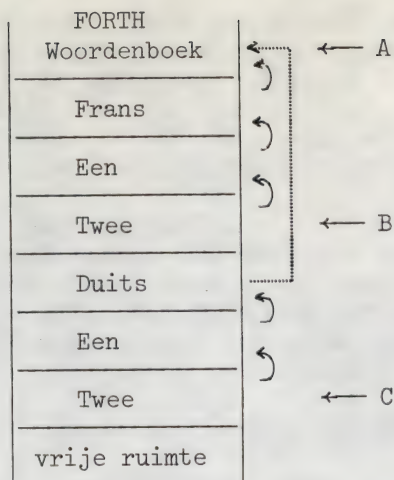 FORTH
Woordenboek
← A
Frans
Een
Twee
← B
Duits
Een
Twee
← C
vrije ruimte